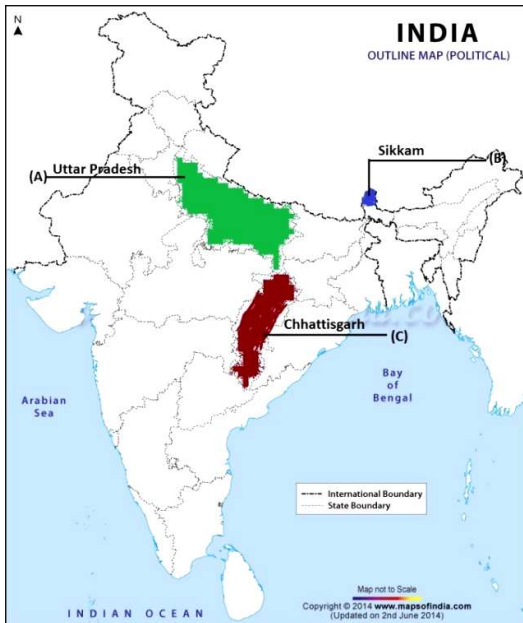 N
INDIA
OUTLINE MAP (POLITICAL)
Sikkam
(B)
(A)
Uttar Pradesh
Chhattisgarh
(C)
Arabian
Sea
Bay
of
Bengal
International Boundary
State Boundary
Map not to Scale
Copyright © 2014 www.mapsofindia.com
(Updated on 2nd June 2014)
INDIAN OCEAN